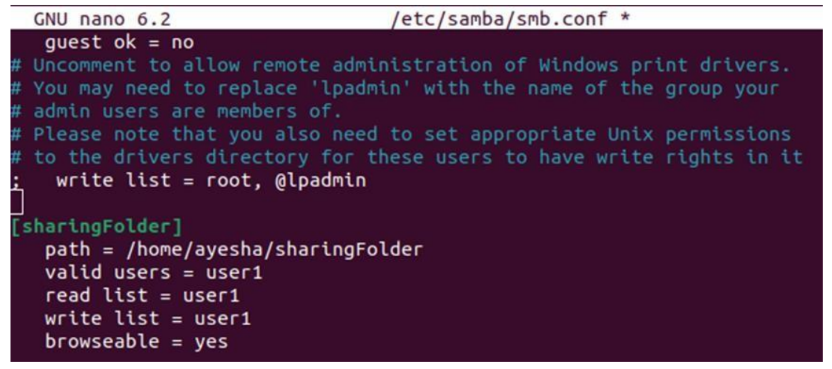 GNU nano 6.2 /etc/samba/smb.conf *
guest ok = no
# Uncomment to allow remote administration of Windows print drivers.
# You may need to replace 'lpadmin' with the name of the group your
# admin users are members of.
# Please note that you also need to set appropriate Unix permissions
# to the drivers directory for these users to have write rights in it
;   write list = root, @lpadmin
[sharingFolder]
path = /home/ayesha/sharingFolder
valid users = user1
read list = user1
write list = user1
browseable = yes